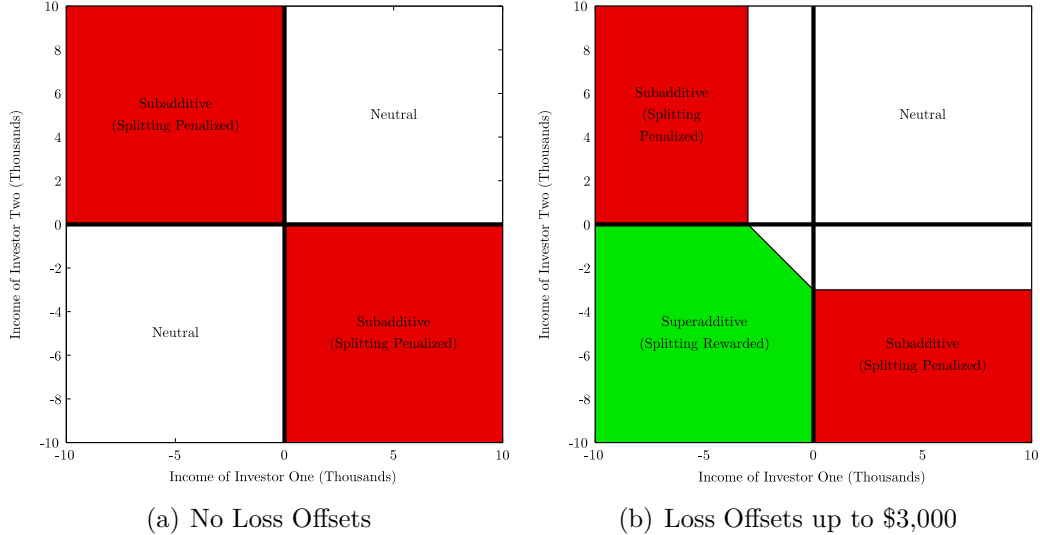 10
8
6
4
2
0
-2
-4
-6
-8
-10
-10
-5
0
5
10
Income of Investor Two (Thousands)
Income of Investor One (Thousands)
Subadditive
(Splitting Penalized)
Neutral
Neutral
Subadditive
(Splitting Penalized)
(a) No Loss Offsets
10
8
6
4
2
0
-2
-4
-6
-8
-10
-10
-5
0
5
10
Income of Investor Two (Thousands)
Income of Investor One (Thousands)
Subadditive
(Splitting
Penalized)
Neutral
Superadditive
(Splitting Rewarded)
Subadditive
(Splitting Penalized)
(b) Loss Offsets up to $3,000